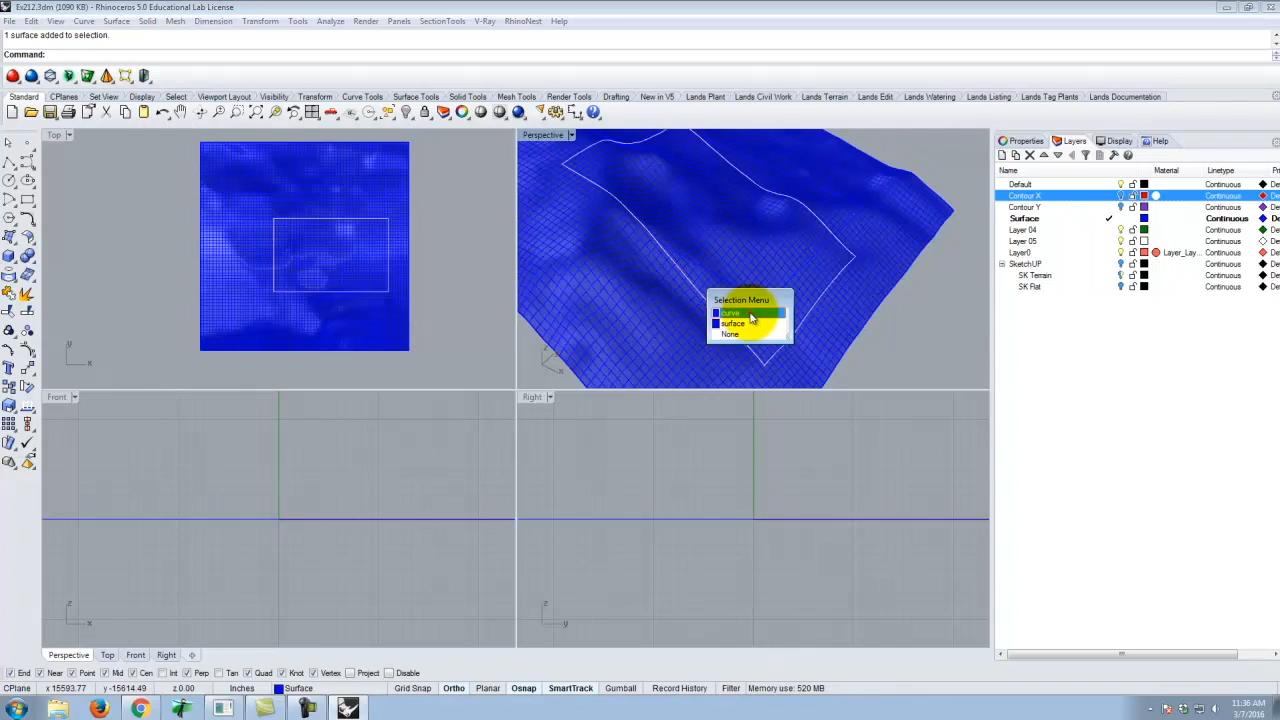 Ex212.3dm (1090 KB) - Rhinoceros 5.0 Educational Lab License
File Edit View Curve Surface Solid Mesh Dimension Transform Tools Analyze Render Panels SectionTools V-Ray RhinoNest Help
1 surface added to selection.
Command:
Standard CPlanes Set View Display Select Viewport Layout Visibility Transform Curve Tools Surface Tools Solid Tools Mesh Tools Render Tools Drafting New in V5 Lands Plant Lands Civil Work Lands Terrain Lands Edit Lands Watering Lands Listing Lands Tag Plants Lands Documentation
Top Perspective Properties Layers Display Help
Name Material Linetype
Default Continuous
Contour X Continuous
Contour Y Continuous
Surface Continuous
Layer 04 Continuous
Layer 05 Continuous
Layer0 Layer_Lay... Continuous
SketchUP Continuous
SK Terrain Continuous
SK Flat Continuous
Selection Menu
curve
surface
None
y
x
x
Front Right
z
x
z
y
Perspective Top Front Right
End Near Point Mid Cen Int Perp Tan Quad Knot Vertex Project Disable
CPlane x 15593.77 y -15614.49 z 0.00 Inches Surface Grid Snap Ortho Planar Osnap SmartTrack Gumball Record History Filter Memory use: 520 MB
11:36 AM
3/7/2016